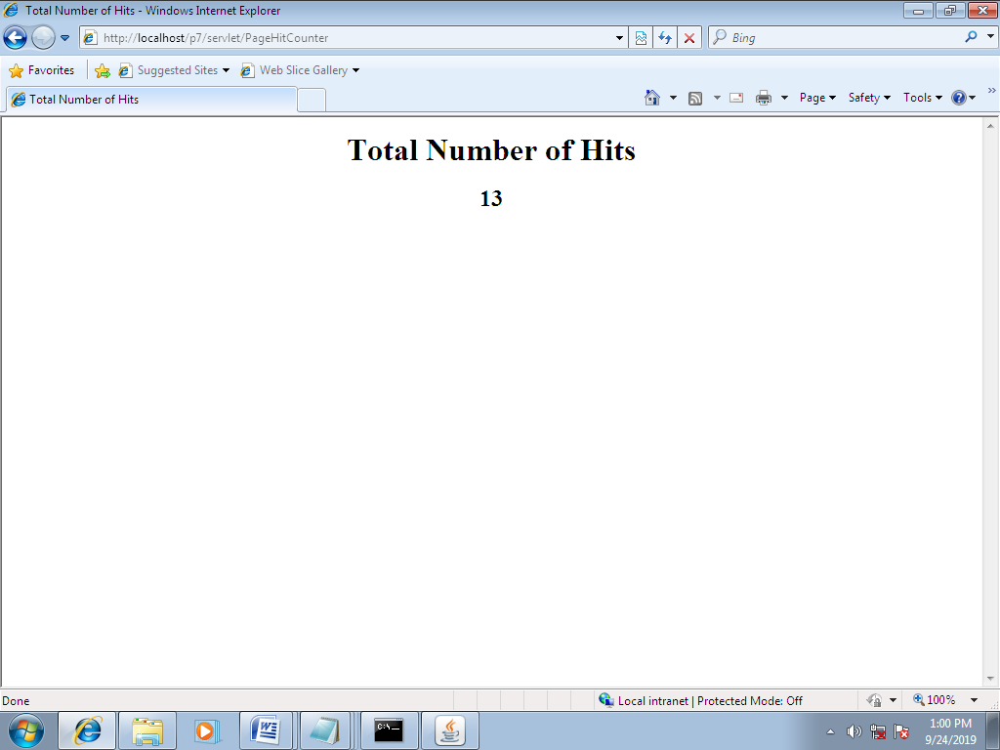 Total Number of Hits - Windows Internet Explorer
http://localhost/p7/servlet/PageHitCounter
Bing
Favorites
Suggested Sites
Web Slice Gallery
Total Number of Hits
Page
Safety
Tools
»
Total Number of Hits
13
Done
Local intranet | Protected Mode: Off
100%
C:\_
1:00 PM
9/24/2019